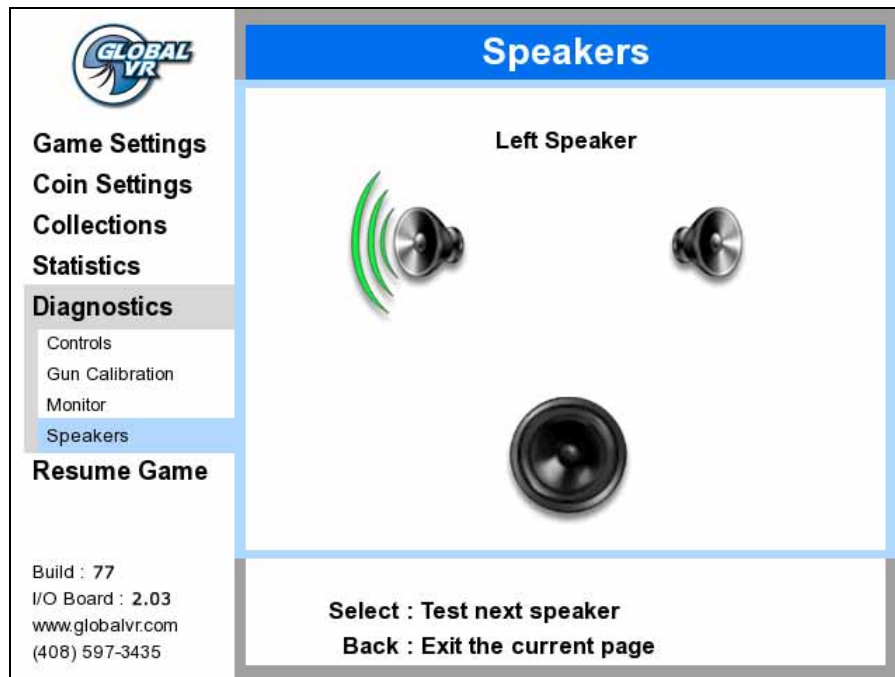 GLOBAL
VR
Game Settings
Coin Settings
Collections
Statistics
Diagnostics
Controls
Gun Calibration
Monitor
Speakers
Resume Game
Build : 77
I/O Board : 2.03
www.globalvr.com
(408) 597-3435
Speakers
Left Speaker
Select : Test next speaker
Back : Exit the current page